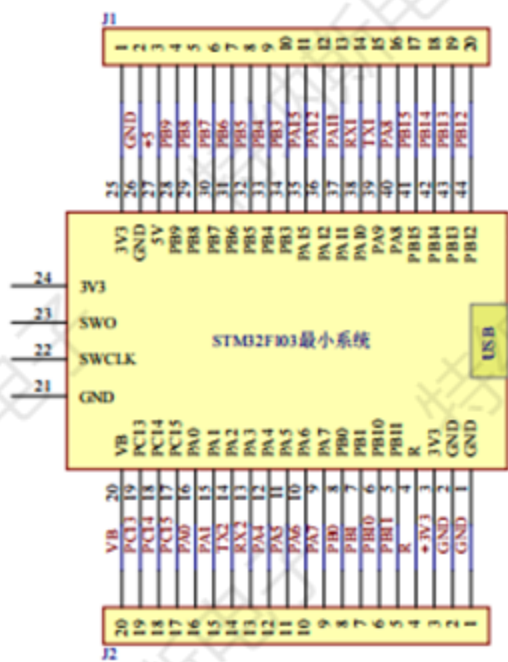 J1
1 2 3 4 5 6 7 8 9 10 11 12 13 14 15 16 17 18 19 20
GND +5 PB9 PB8 PB7 PB6 PB5 PB4 PB3 PA15 PA12 PA11 RX1 TX1 PA8 PB15 PB14 PB13 PB12
25 26 27 28 29 30 31 32 33 34 35 36 37 38 39 40 41 42 43 44
3V3 GND 5V PB9 PB8 PB7 PB6 PB5 PB4 PB3 PA15 PA12 PA11 PA10 PA9 PA8 PB15 PB14 PB13 PB12
24 3V3
23 SWO
22 SWCLK
21 GND
STM32F103最小系统
USB
VB PC13 PC14 PC15 PA0 PA1 PA2 PA3 PA4 PA5 PA6 PA7 PB0 PB1 PB10 PB11 R 3V3 GND GND
20 19 18 17 16 15 14 13 12 11 10 9 8 7 6 5 4 3 2 1
VB PC13 PC14 PC15 PA0 PA1 TX2 RX2 PA4 PA5 PA6 PA7 PB0 PB1 PB10 PB11 R +3V3 GND GND
20 19 18 17 16 15 14 13 12 11 10 9 8 7 6 5 4 3 2 1
J2